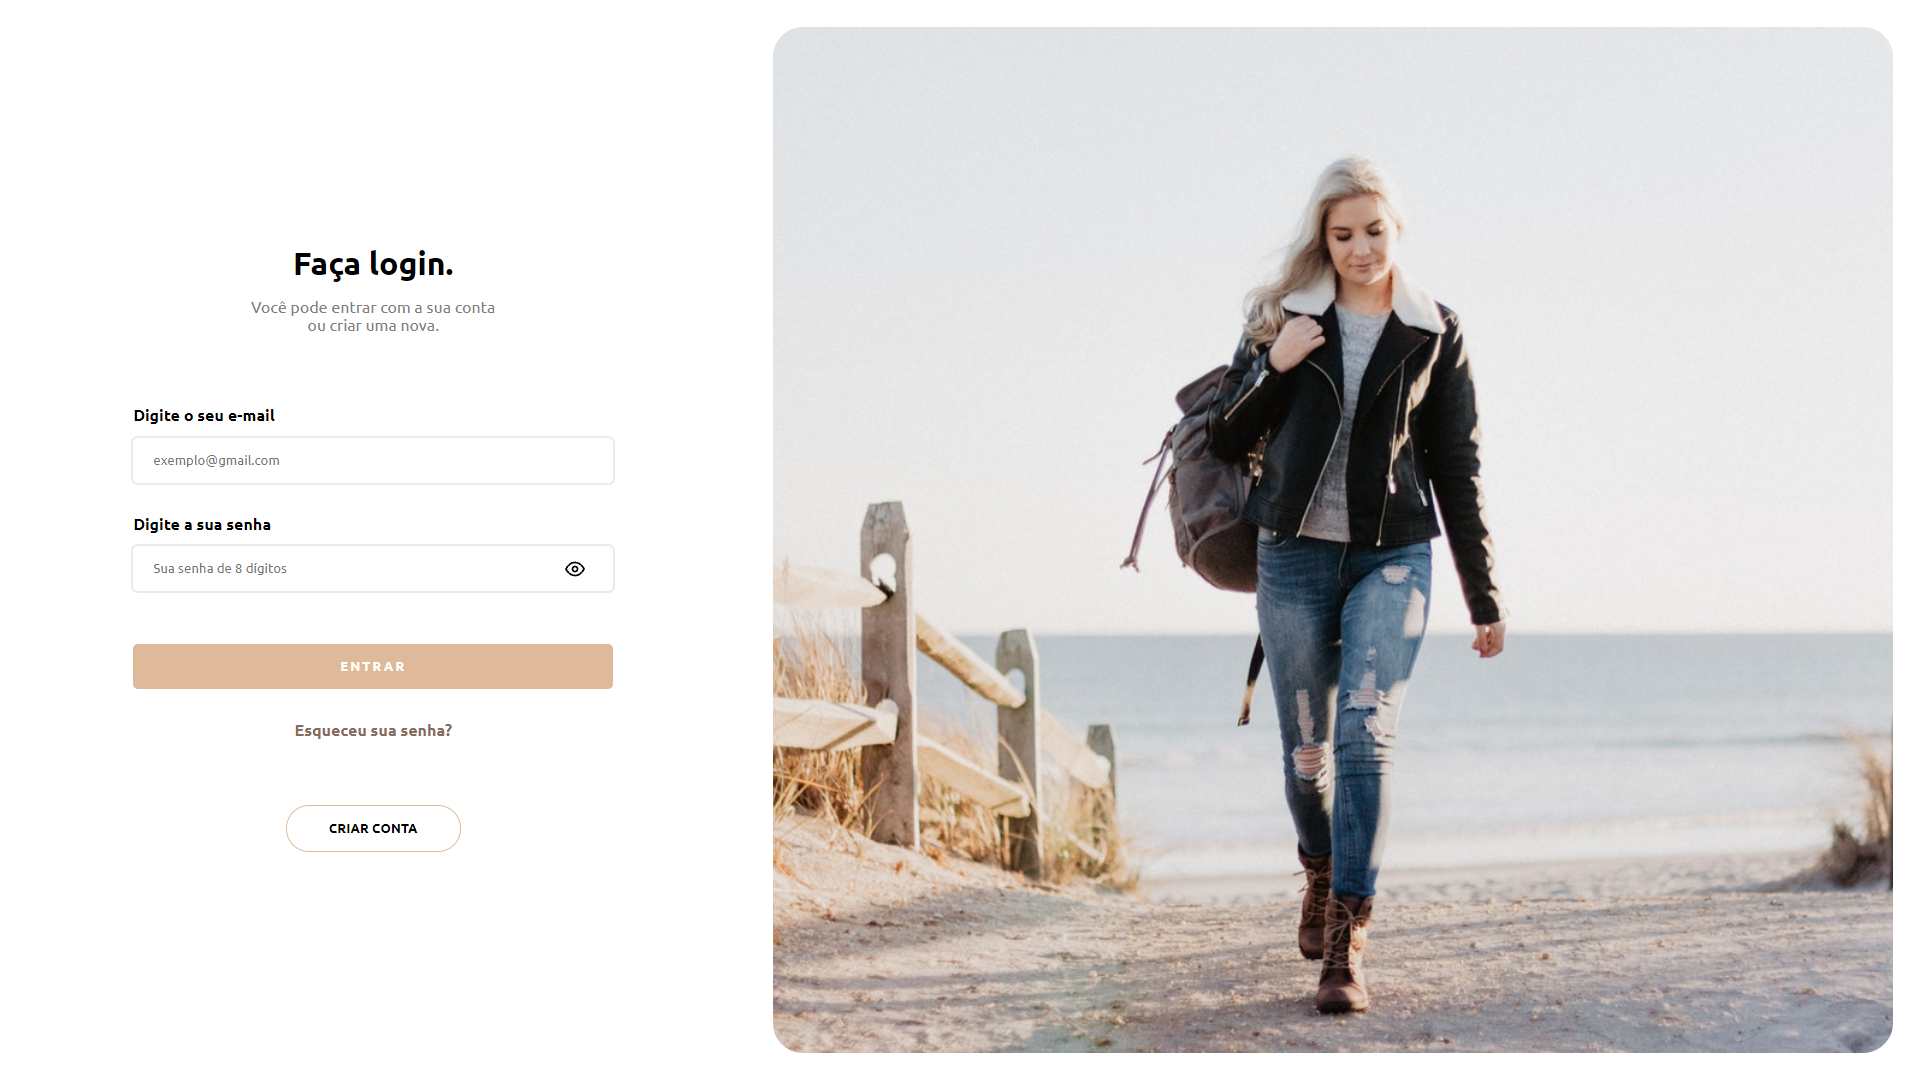 Faça login.
Você pode entrar com a sua conta
ou criar uma nova.
Digite o seu e-mail
exemplo@gmail.com
Digite a sua senha
Sua senha de 8 dígitos
ENTRAR
Esqueceu sua senha?
CRIAR CONTA